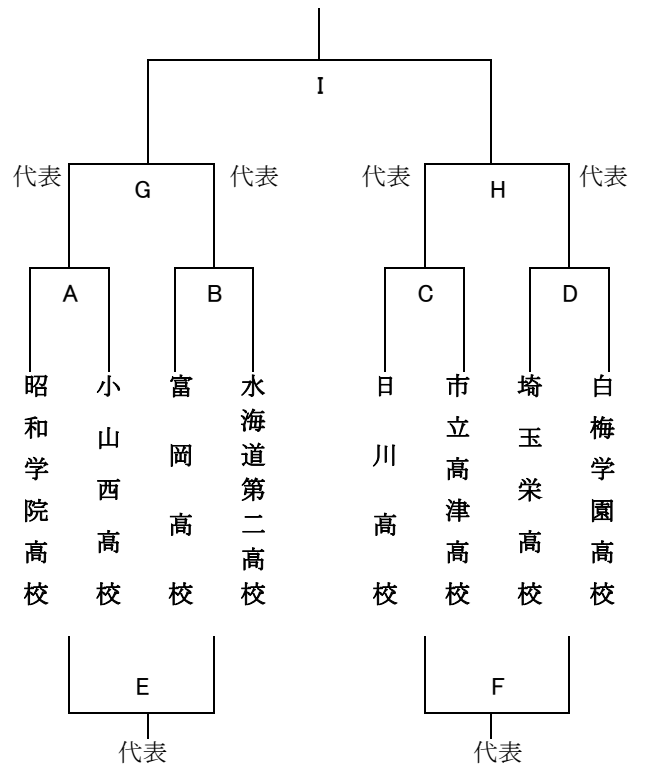 I
代表
G
代表
代表
H
代表
A
B
C
D
昭和学院高校
小山西高校
富岡高校
水海道第二高校
日川高校
市立高津高校
埼玉栄高校
白梅学園高校
E
F
代表
代表